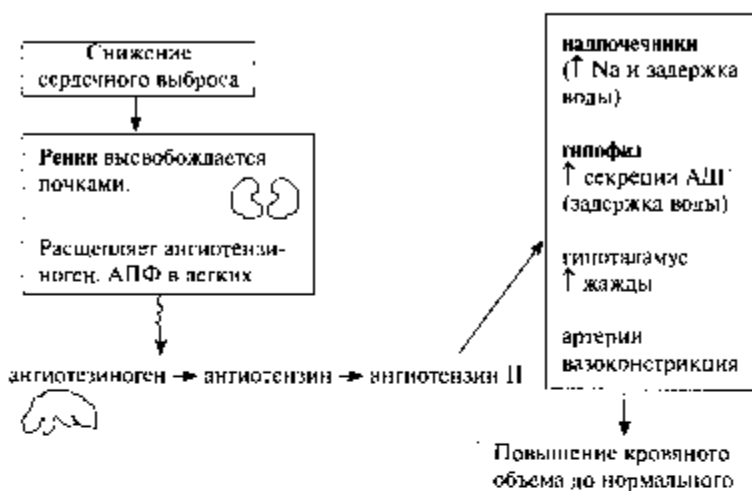 Снижение
сердечного выброса
Ренин высвобождается
почками.
Расщепляет ангиотензи-
ноген. АПФ в легких
ангиотезиноген → ангиотензин → ангиотензин II
надпочечники
(↑ Na и задержка
воды)
гипофиз
↑ секреции АДГ
(задержка воды)
гипоталамус
↑ жажды
артерии
вазоконстрикция
Повышение кровяного
объема до нормального